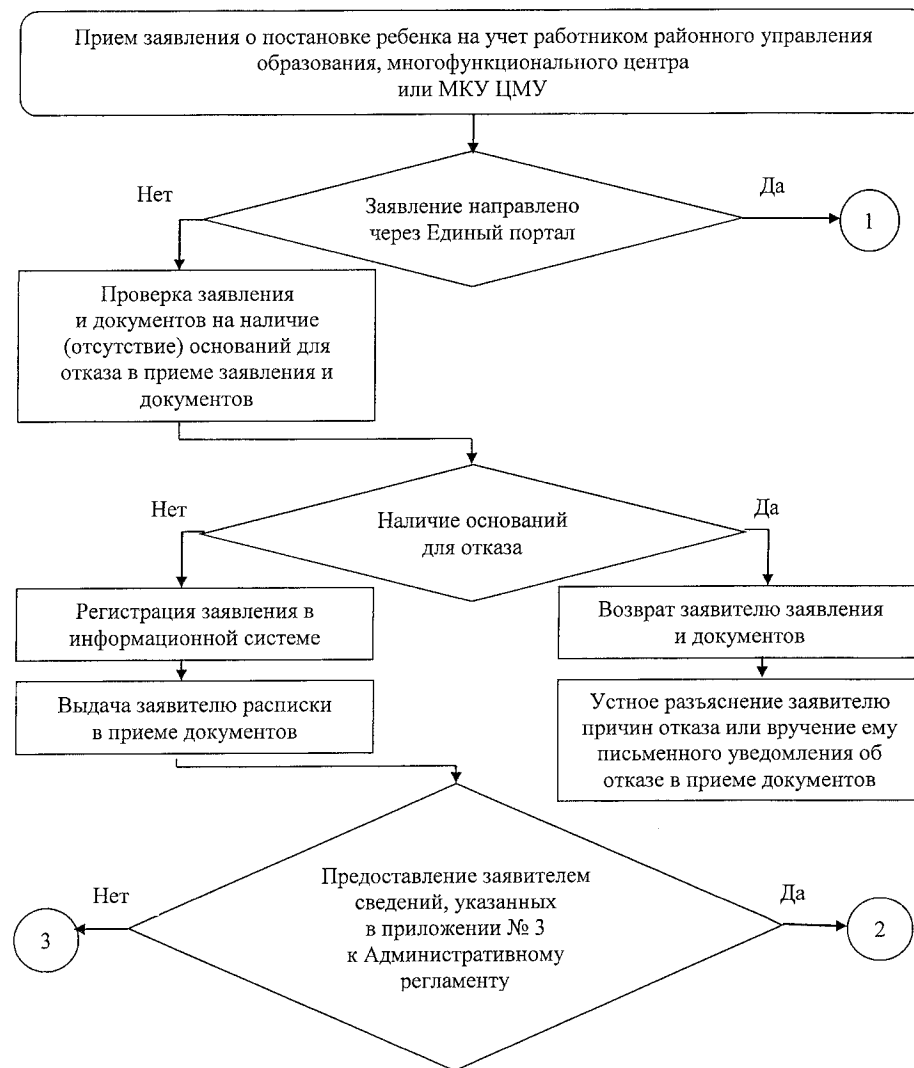 Прием заявления о постановке ребенка на учет работником районного управления
образования, многофункционального центра
или МКУ ЦМУ
Нет
Да
Заявление направлено
через Единый портал
1
Проверка заявления
и документов на наличие
(отсутствие) оснований для
отказа в приеме заявления и
документов
Нет
Да
Наличие оснований
для отказа
Регистрация заявления в
информационной системе
Возврат заявителю заявления
и документов
Выдача заявителю расписки
в приеме документов
Устное разъяснение заявителю
причин отказа или вручение ему
письменного уведомления об
отказе в приеме документов
Нет
Да
Предоставление заявителем
сведений, указанных
в приложении № 3
к Административному
регламенту
3
2